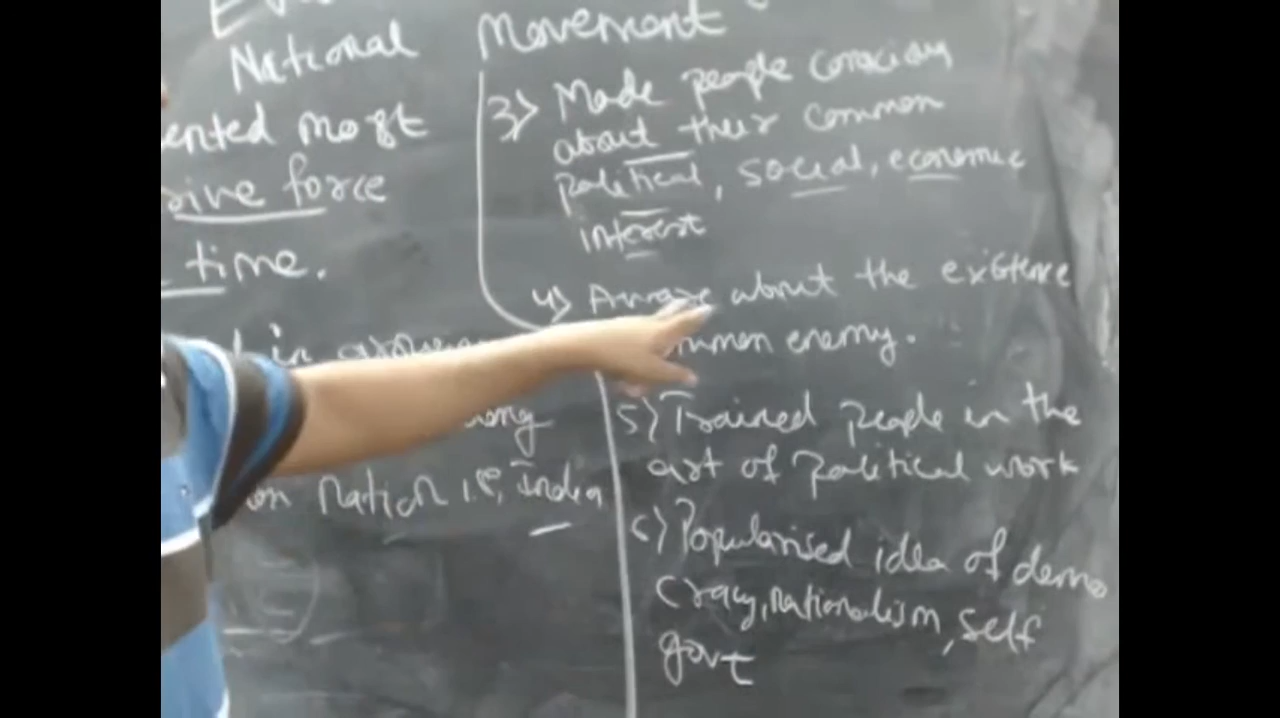 National Movement
ented most
sive force
time.
nation i.e, India
3) Made people conscious
about their common
political, social, economic
interest
4) Aware about the existence
enemy.
5) Trained people in the
art of political work
6) Popularised idea of demo
cracy, nationalism, self
govt